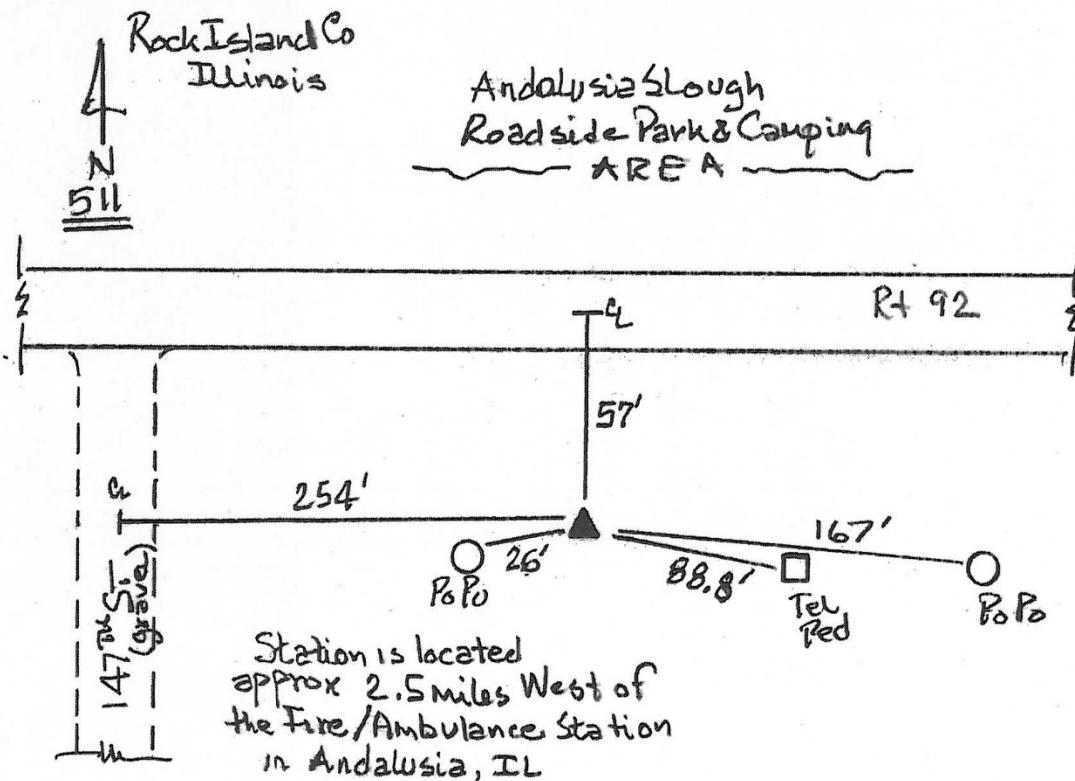 Rock Island Co
Illinois
N
511
Andalusia Slough
Roadside Park & Camping
AREA
Rt 92
CL
57'
CL
254'
26'
PoPo
88.8'
Tel
Ped
167'
PoPo
147TH ST
(gravel)
Station is located
approx 2.5 miles West of
the Fire/Ambulance Station
in Andalusia, IL